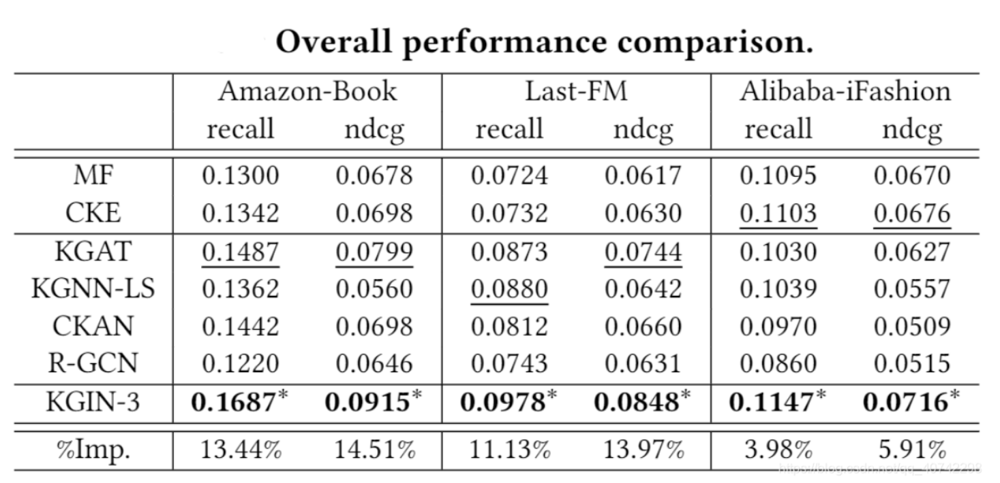 Overall performance comparison.
Amazon-Book Last-FM Alibaba-iFashion
recall ndcg recall ndcg recall ndcg
MF 0.1300 0.0678 0.0724 0.0617 0.1095 0.0670
CKE 0.1342 0.0698 0.0732 0.0630 0.1103 0.0676
KGAT 0.1487 0.0799 0.0873 0.0744 0.1030 0.0627
KGNN-LS 0.1362 0.0560 0.0880 0.0642 0.1039 0.0557
CKAN 0.1442 0.0698 0.0812 0.0660 0.0970 0.0509
R-GCN 0.1220 0.0646 0.0743 0.0631 0.0860 0.0515
KGIN-3 0.1687* 0.0915* 0.0978* 0.0848* 0.1147* 0.0716*
%Imp. 13.44% 14.51% 11.13% 13.97% 3.98% 5.91%
https://blog.csdn.net/qq_40742298